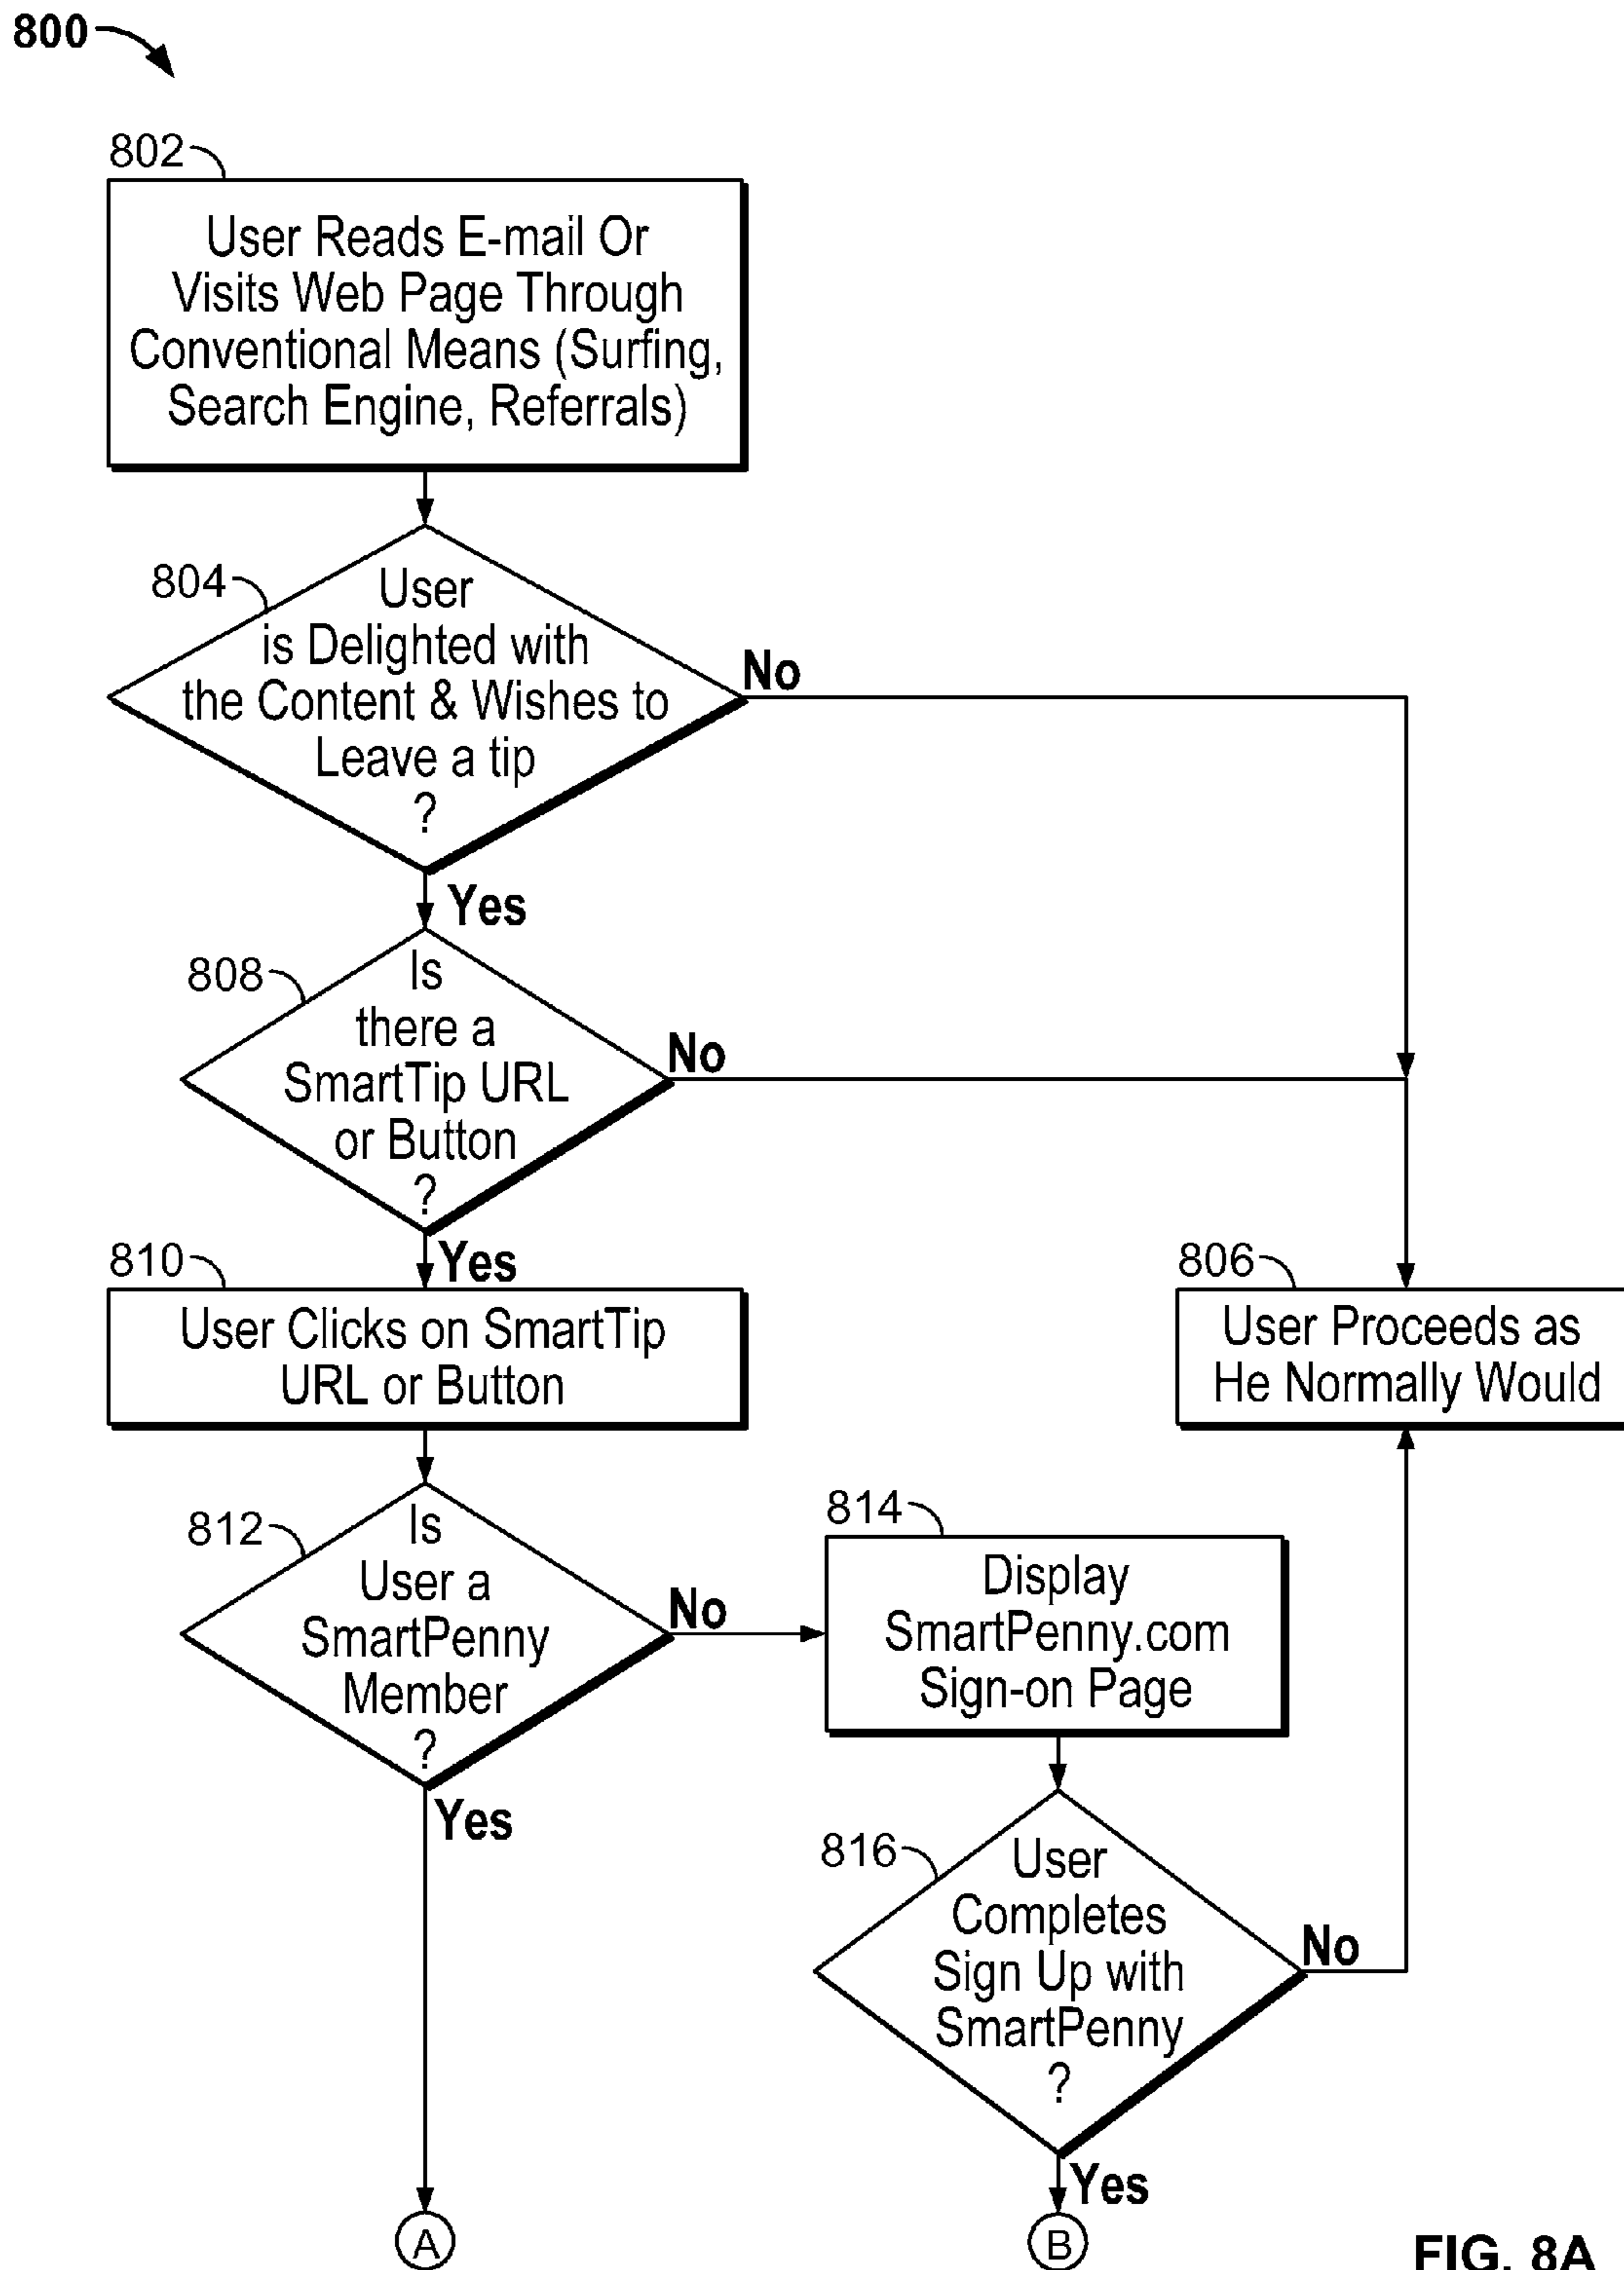 800
802
User Reads E-mail Or
Visits Web Page Through
Conventional Means (Surfing,
Search Engine, Referrals)
804
User
is Delighted with
the Content & Wishes to
Leave a tip
?
No
Yes
808
Is
there a
SmartTip URL
or Button
?
No
Yes
810
User Clicks on SmartTip
URL or Button
806
User Proceeds as
He Normally Would
812
Is
User a
SmartPenny
Member
?
No
Yes
814
Display
SmartPenny.com
Sign-on Page
816
User
Completes
Sign Up with
SmartPenny
?
No
Yes
A
B
FIG. 8A